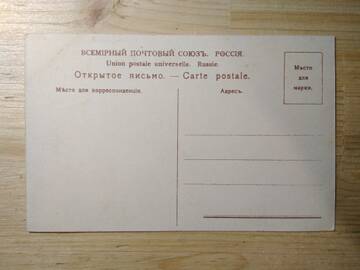 ВСЕМІРНЫЙ ПОЧТОВЫЙ СОЮЗЪ. РОССІЯ.
Union postale universelle. Russie.
Открытое письмо. — Carte postale.
Мѣсто для корреспонденціи.
Адресъ.
Мѣсто
для
марки.